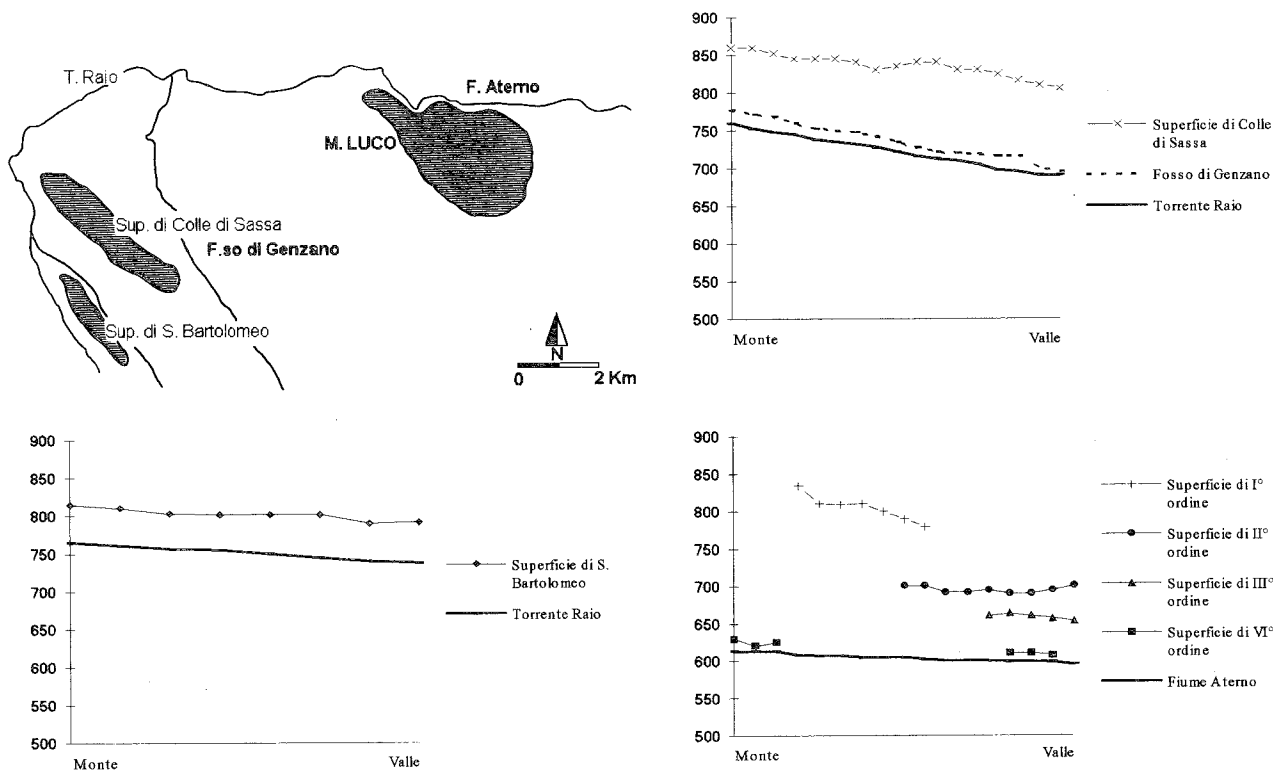 T. Raio
F. Aterno
M. LUCO
Sup. di Colle di Sassa
F.so di Genzano
Sup. di S. Bartolomeo
N
0 2 Km
900
850
800
750
700
650
600
550
500
Monte
Valle
Superficie di Colle
di Sassa
Fosso di Genzano
Torrente Raio
900
850
800
750
700
650
600
550
500
Monte
Valle
Superficie di S.
Bartolomeo
Torrente Raio
900
850
800
750
700
650
600
550
500
Monte
Valle
Superficie di I°
ordine
Superficie di II°
ordine
Superficie di III°
ordine
Superficie di VI°
ordine
Fiume Aterno